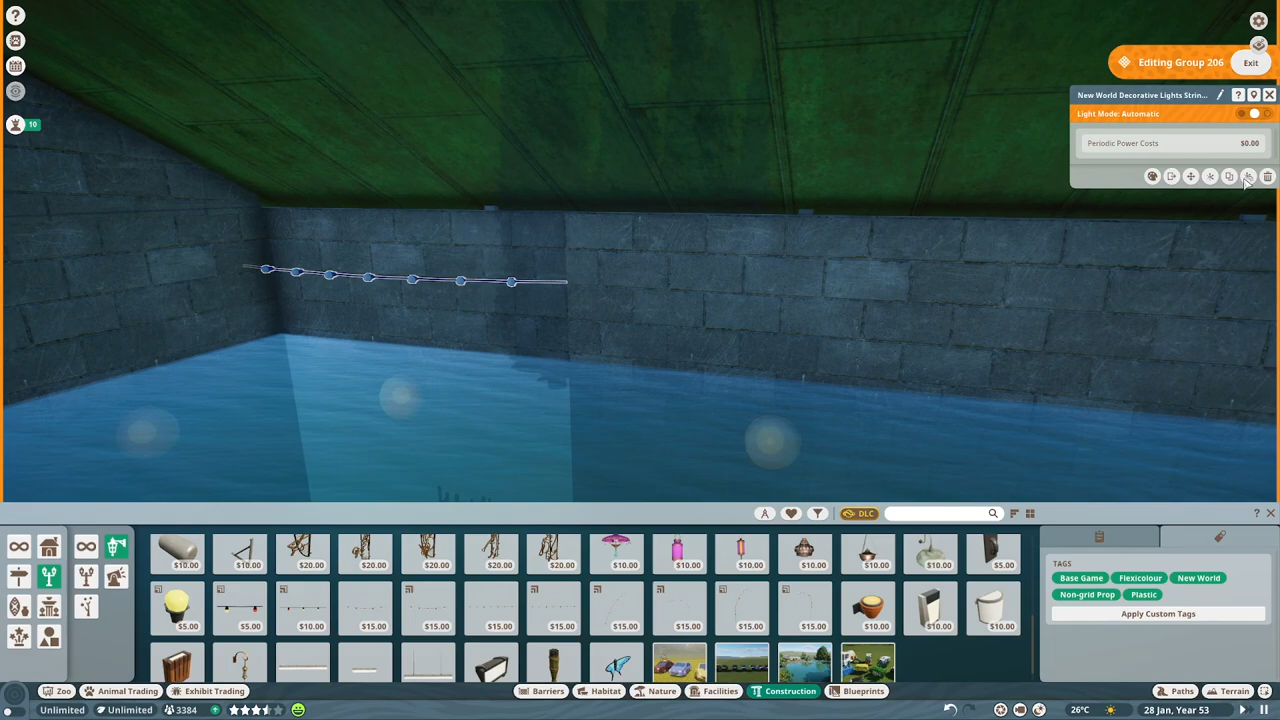 ?
Editing Group 206
Exit
New World Decorative Lights Strin...
?
Light Mode: Automatic
10
Periodic Power Costs
$0.00
DLC
?
$10.00
$10.00
$20.00
$20.00
$20.00
$20.00
$20.00
$10.00
$10.00
$10.00
$10.00
$10.00
$10.00
$5.00
TAGS
Base Game
Flexicolour
New World
Non-grid Prop
Plastic
Apply Custom Tags
$5.00
$5.00
$10.00
$15.00
$15.00
$15.00
$15.00
$15.00
$15.00
$15.00
$15.00
$10.00
$10.00
$10.00
Zoo
Animal Trading
Exhibit Trading
Barriers
Habitat
Nature
Facilities
Construction
Blueprints
Paths
Terrain
Unlimited
Unlimited
3384
26°C
28 Jan, Year 53